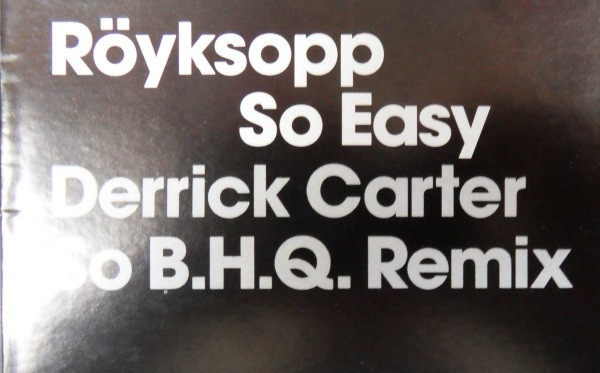 Röyksopp
So Easy
Derrick Carter
So B.H.Q. Remix